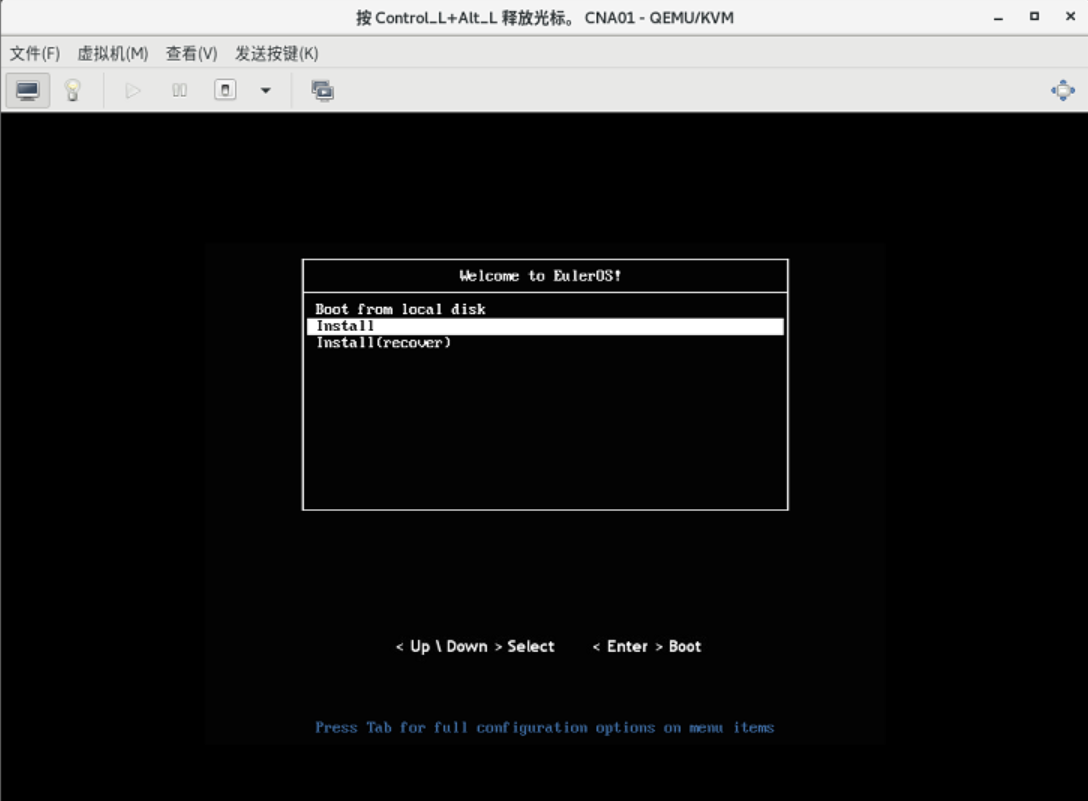 按 Control_L+Alt_L 释放光标。 CNA01 - QEMU/KVM
文件(F) 虚拟机(M) 查看(V) 发送按键(K)
Welcome to EulerOS!
Boot from local disk
Install
Install(recover)
< Up \ Down > Select < Enter > Boot
Press Tab for full configuration options on menu items